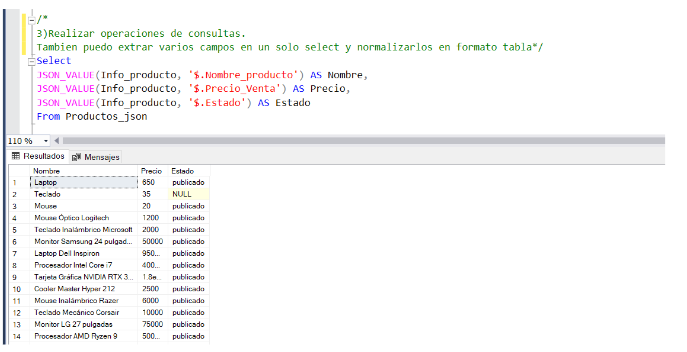 /*
3)Realizar operaciones de consultas.
Tambien puedo extrar varios campos en un solo select y normalizarlos en formato tabla*/
Select
JSON_VALUE(Info_producto, '$.Nombre_producto') AS Nombre,
JSON_VALUE(Info_producto, '$.Precio_Venta') AS Precio,
JSON_VALUE(Info_producto, '$.Estado') AS Estado
From Productos_json
110 %
Resultados Mensajes
Nombre Precio Estado
1 Laptop 650 publicado
2 Teclado 35 NULL
3 Mouse 20 publicado
4 Mouse Óptico Logitech 1200 publicado
5 Teclado Inalámbrico Microsoft 2000 publicado
6 Monitor Samsung 24 pulgad... 50000 publicado
7 Laptop Dell Inspiron 950... publicado
8 Procesador Intel Core i7 400... publicado
9 Tarjeta Gráfica NVIDIA RTX 3... 1.8e... publicado
10 Cooler Master Hyper 212 2500 publicado
11 Mouse Inalámbrico Razer 6000 publicado
12 Teclado Mecánico Corsair 10000 publicado
13 Monitor LG 27 pulgadas 75000 publicado
14 Procesador AMD Ryzen 9 500... publicado